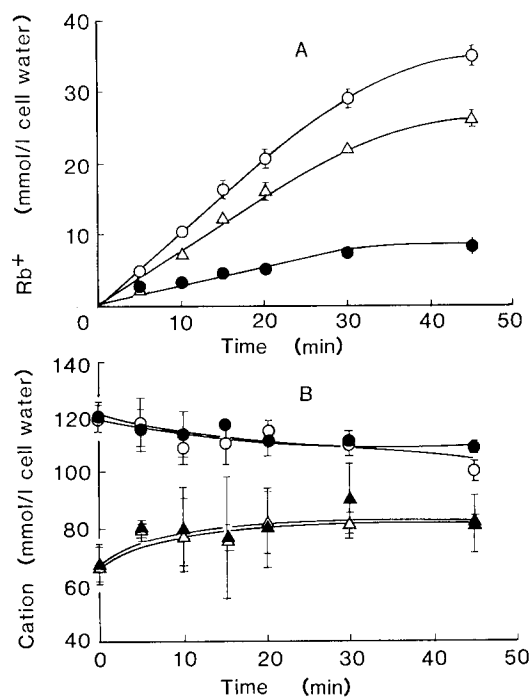 A
Rb+ (mmol/l cell water)
40
30
20
10
0 10 20 30 40 50
Time (min)
B
Cation (mmol/l cell water)
140
120
100
80
60
40
0 10 20 30 40 50
Time (min)